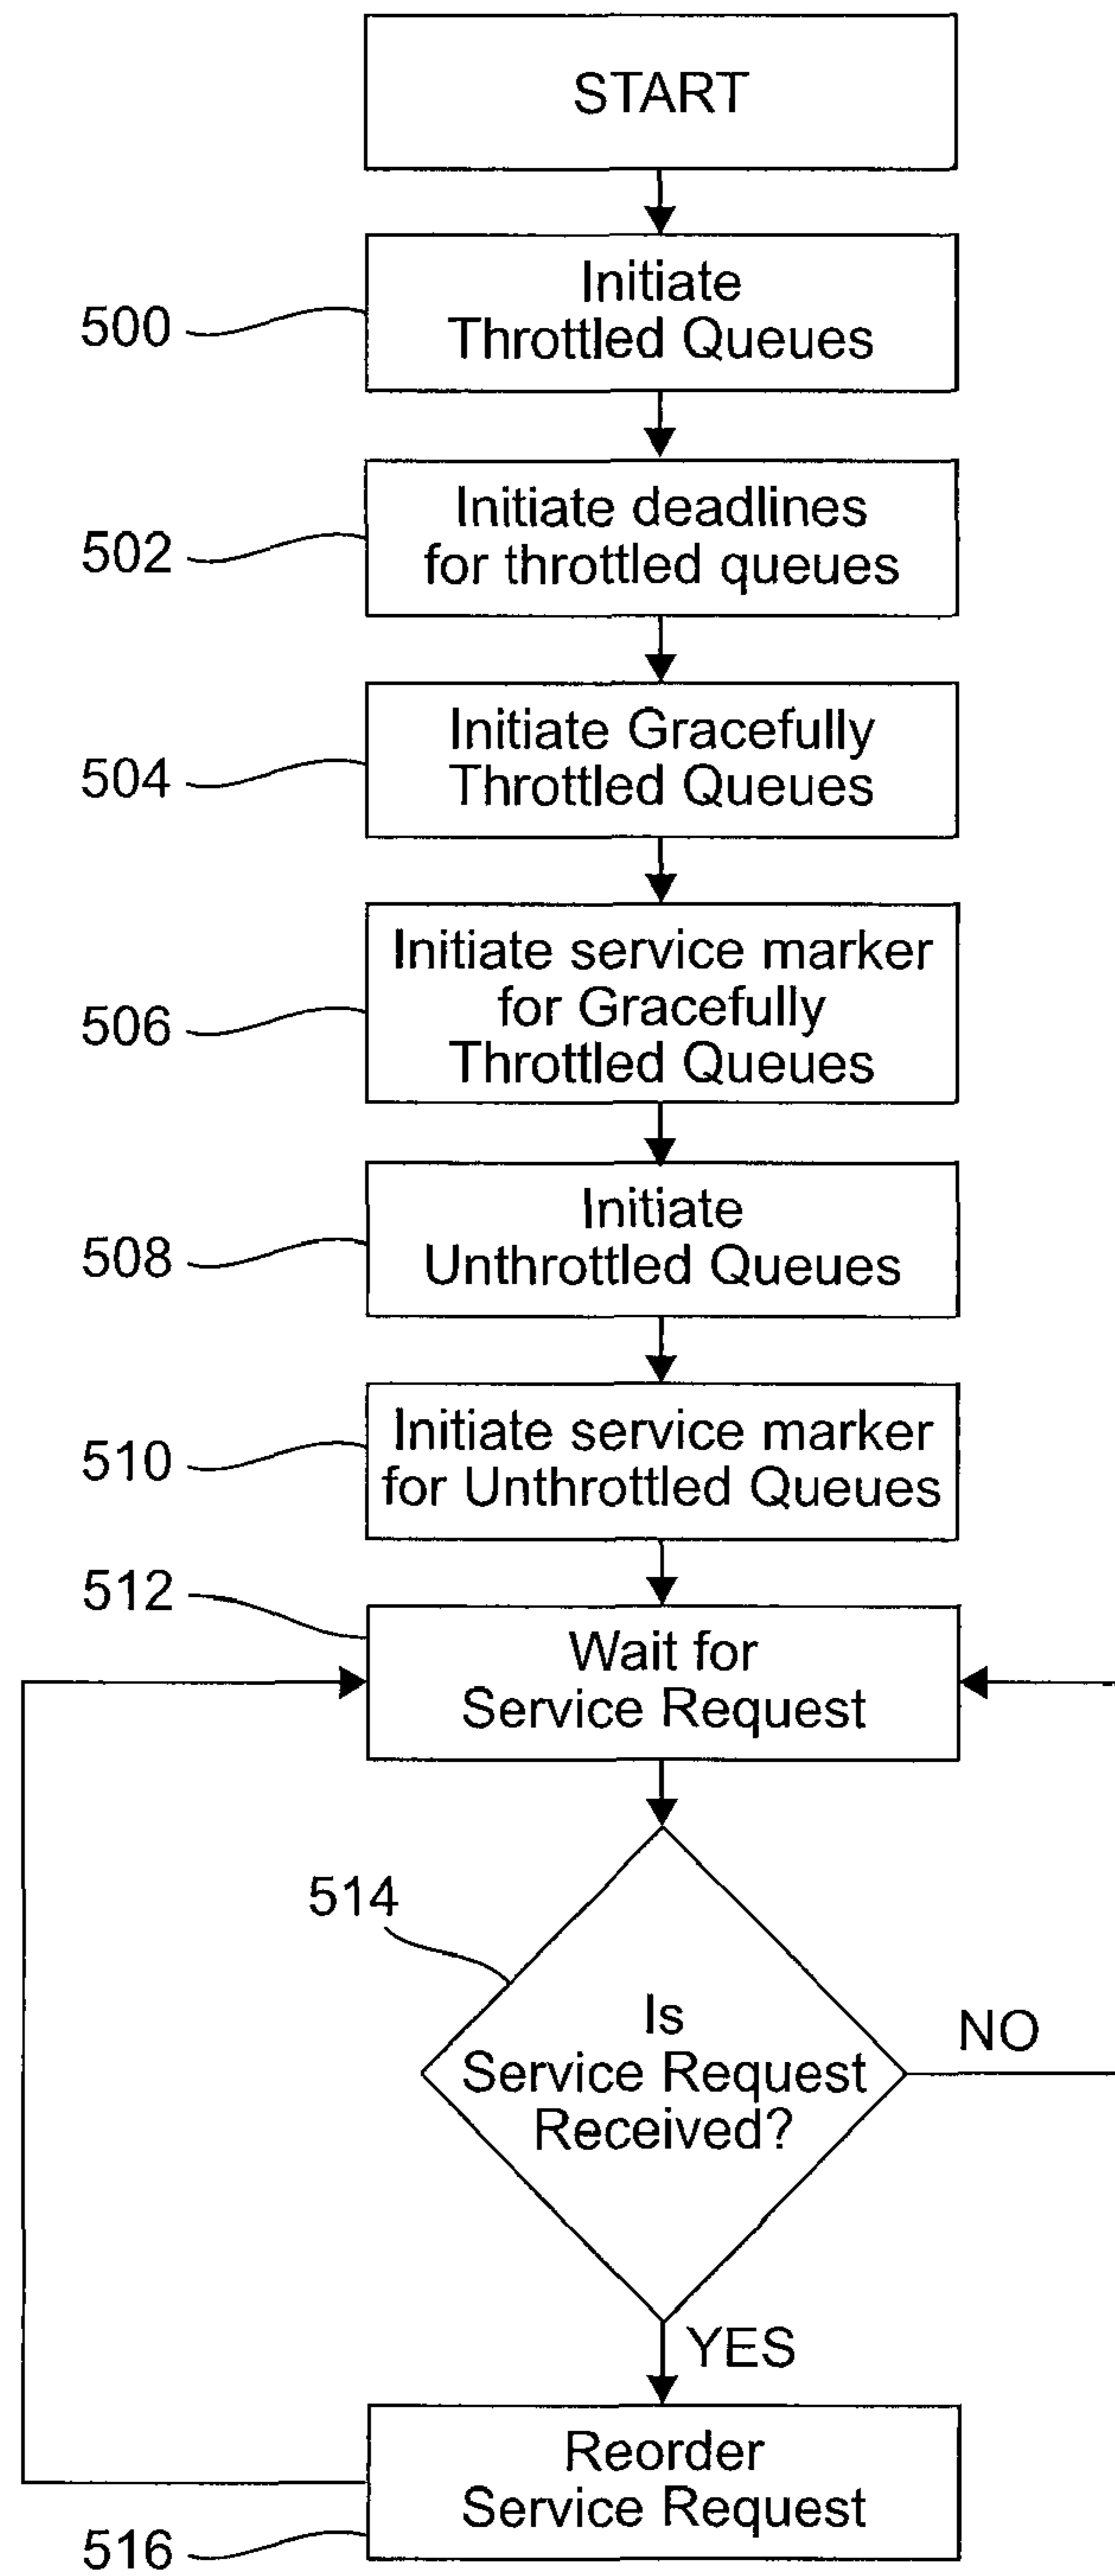 START
500
Initiate
Throttled Queues
502
Initiate deadlines
for throttled queues
504
Initiate Gracefully
Throttled Queues
506
Initiate service marker
for Gracefully
Throttled Queues
508
Initiate
Unthrottled Queues
510
Initiate service marker
for Unthrottled Queues
512
Wait for
Service Request
514
Is
Service Request
Received?
NO
YES
Reorder
Service Request
516